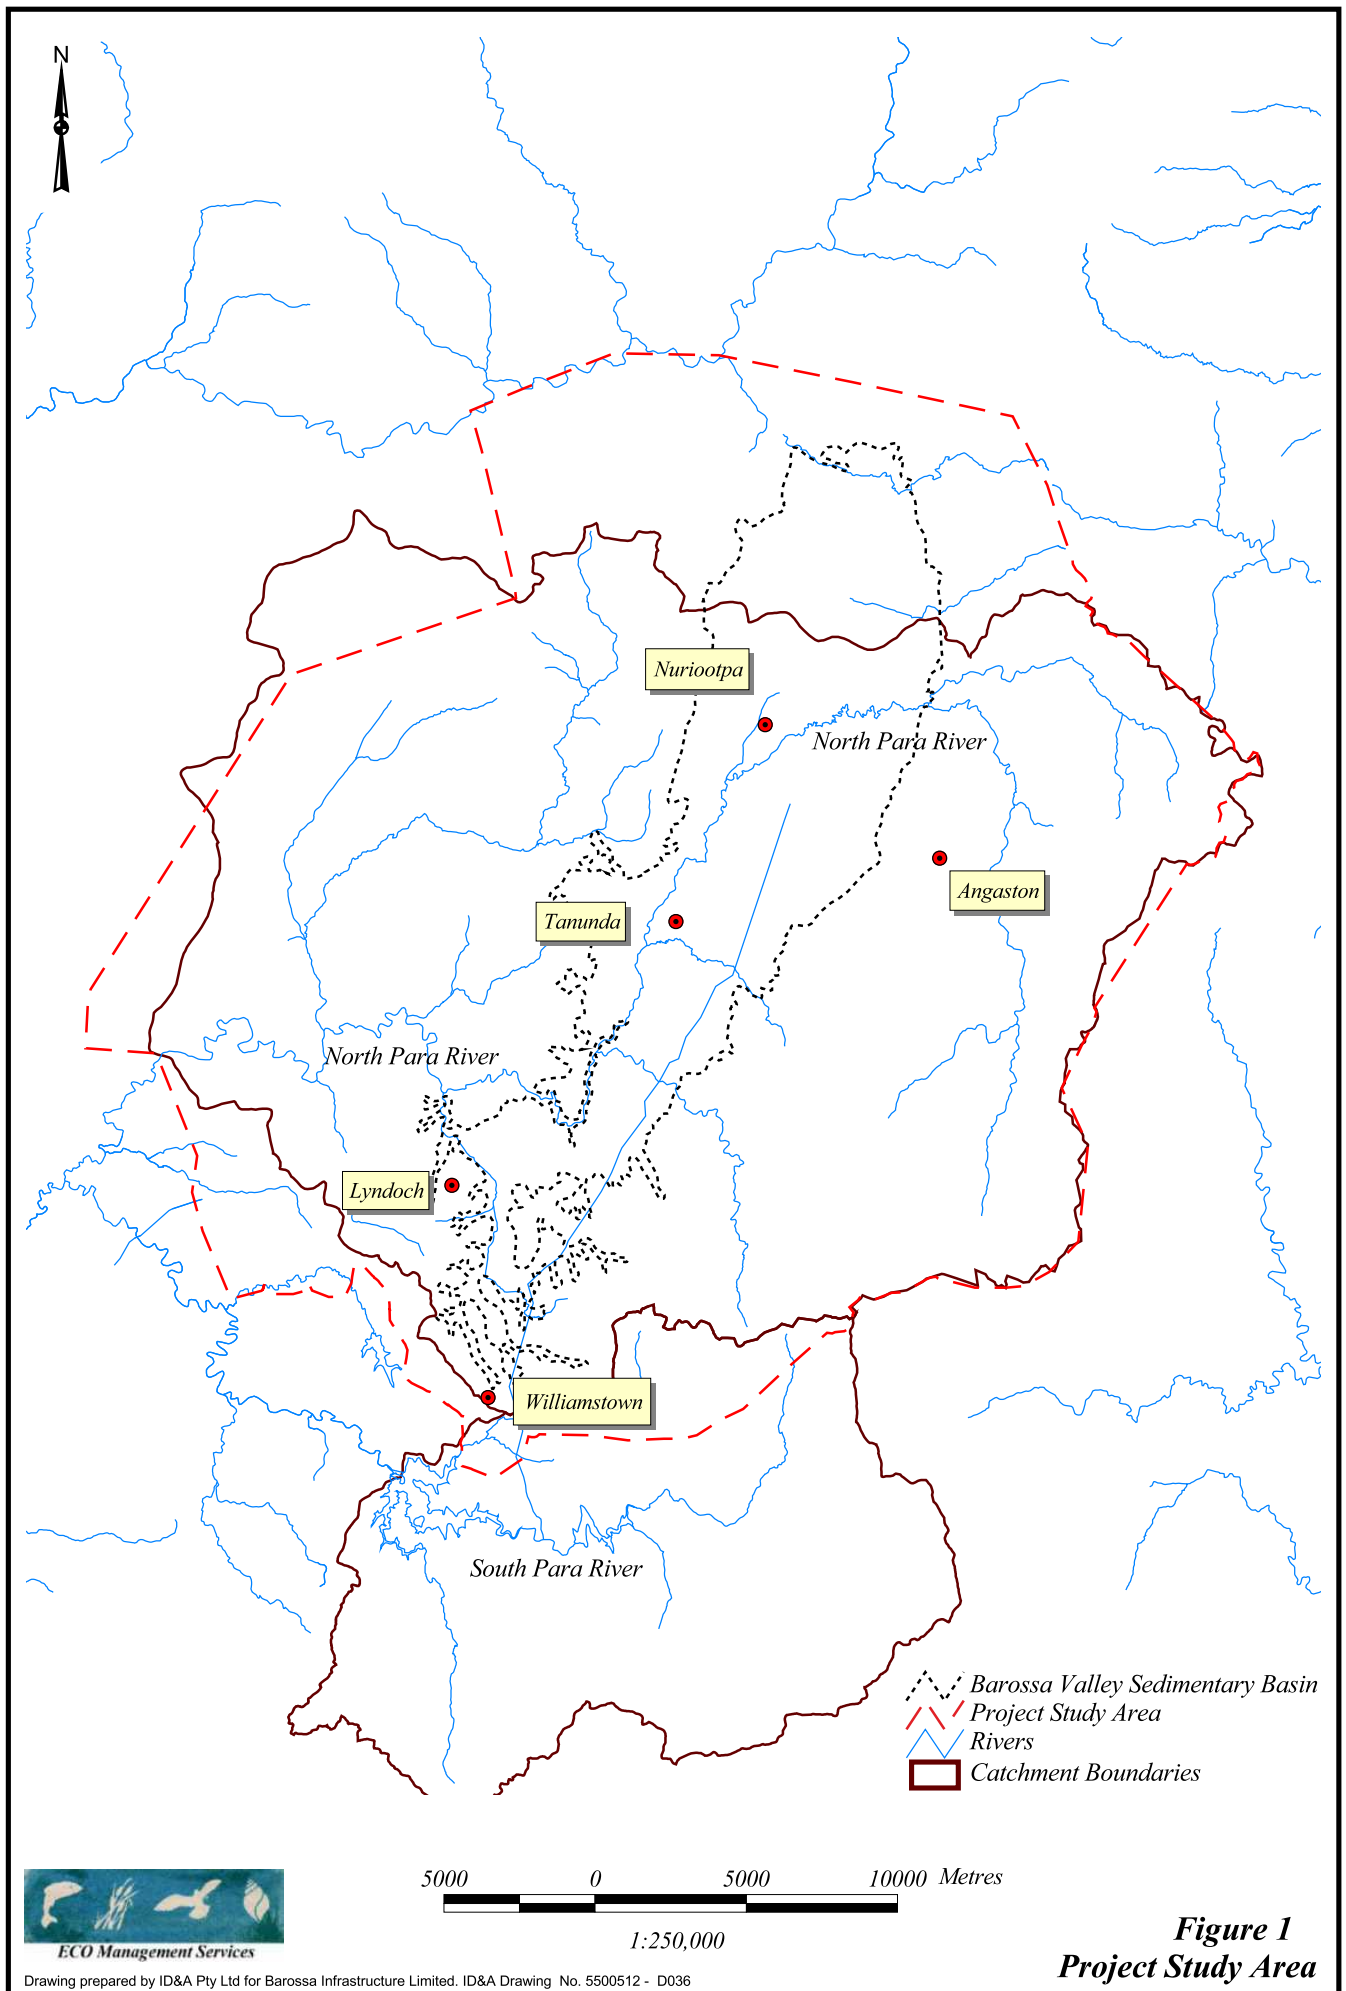 N
Nuriootpa
North Para River
Angaston
Tanunda
North Para River
Lyndoch
Williamstown
South Para River
Barossa Valley Sedimentary Basin
Project Study Area
Rivers
Catchment Boundaries
5000 0 5000 10000 Metres
1:250,000
ECO Management Services
Figure 1
Project Study Area
Drawing prepared by ID&A Pty Ltd for Barossa Infrastructure Limited. ID&A Drawing No. 5500512 - D036